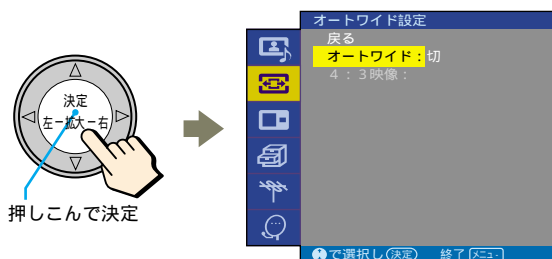 決定
左－拡大－右
押しこんで決定
オートワイド設定
戻る
オートワイド：切
４：３映像：
で選択し 決定 終了 メニュー